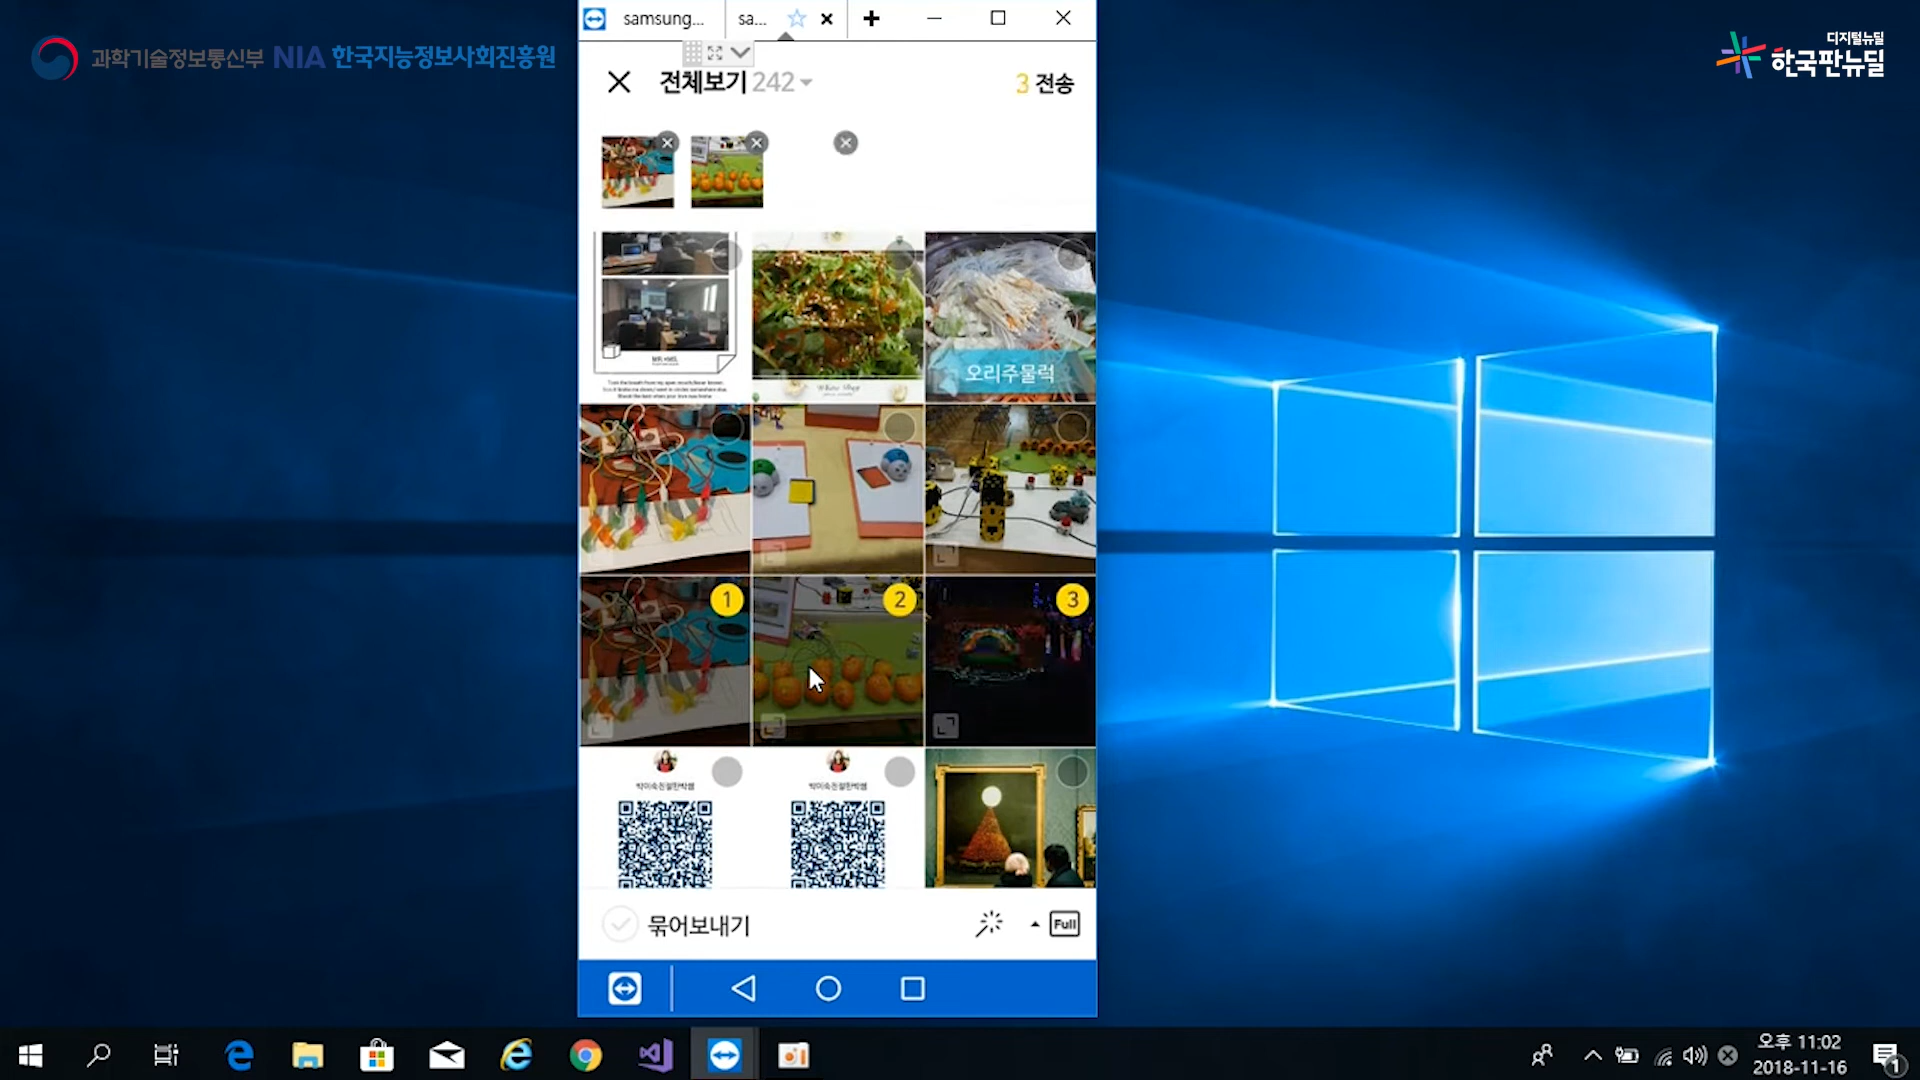 samsung...
sa...
과학기술정보통신부 NIA 한국지능정보사회진흥원
디지털뉴딜
한국판뉴딜
전체보기 242
3 전송
오리주물럭
1
2
3
묶어보내기
Full
오후 11:02
2018-11-16
1